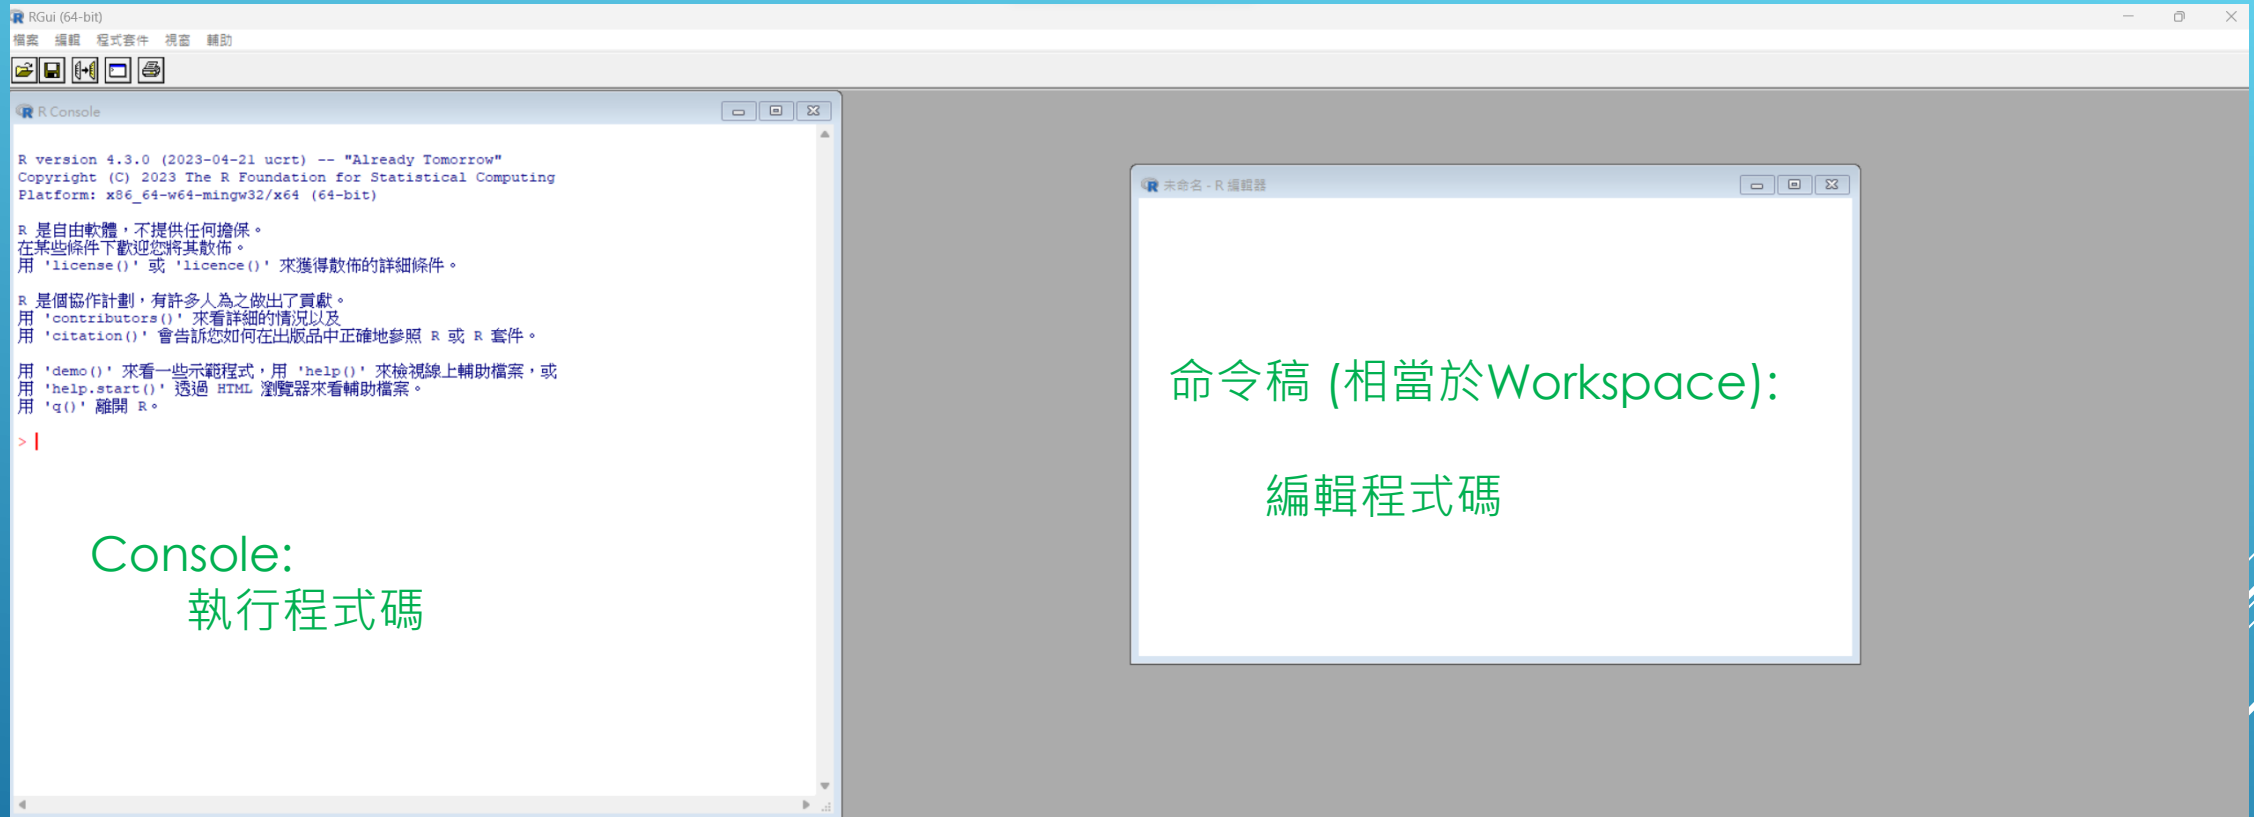 RGui (64-bit)
檔案 編輯 程式套件 視窗 輔助
R Console
R version 4.3.0 (2023-04-21 ucrt) -- "Already Tomorrow"
Copyright (C) 2023 The R Foundation for Statistical Computing
Platform: x86_64-w64-mingw32/x64 (64-bit)
R 是自由軟體，不提供任何擔保。
在某些條件下歡迎您將其散佈。
用 'license()' 或 'licence()' 來獲得散佈的詳細條件。
R 是個協作計劃，有許多人為之做出了貢獻。
用 'contributors()' 來看詳細的情況以及
用 'citation()' 會告訴您如何在出版品中正確地參照 R 或 R 套件。
用 'demo()' 來看一些示範程式，用 'help()' 來檢視線上輔助檔案，或
用 'help.start()' 透過 HTML 瀏覽器來看輔助檔案。
用 'q()' 離開 R。
>
Console:
執行程式碼
未命名 - R 編輯器
命令稿 (相當於Workspace):
編輯程式碼